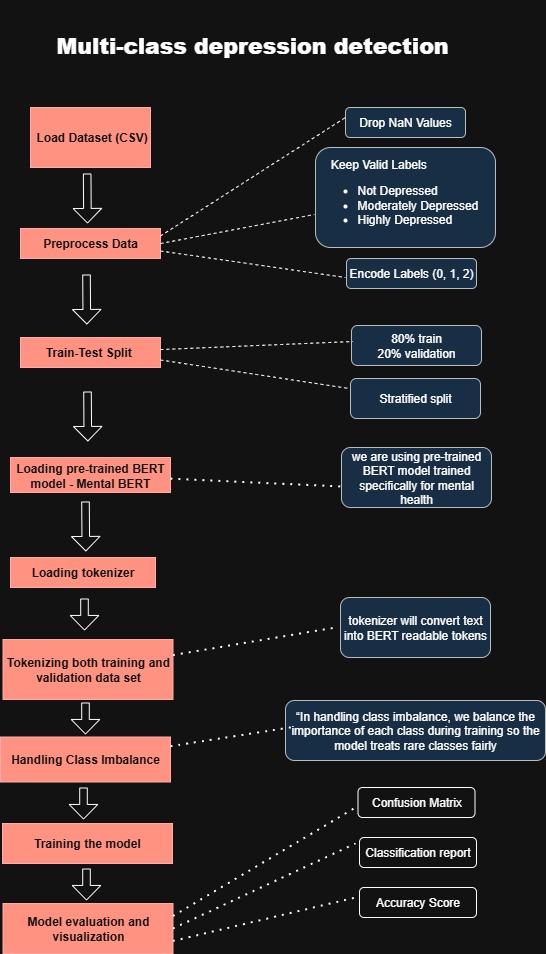 Multi-class depression detection
Load Dataset (CSV)
Drop NaN Values
Keep Valid Labels
• Not Depressed
• Moderately Depressed
• Highly Depressed
Preprocess Data
Encode Labels (0, 1, 2)
Train-Test Split
80% train
20% validation
Stratified split
Loading pre-trained BERT
model - Mental BERT
we are using pre-trained
BERT model trained
specifically for mental
health
Loading tokenizer
Tokenizing both training and
validation data set
tokenizer will convert text
into BERT readable tokens
Handling Class Imbalance
“In handling class imbalance, we balance the
importance of each class during training so the
model treats rare classes fairly
Training the model
Confusion Matrix
Classification report
Accuracy Score
Model evaluation and
visualization